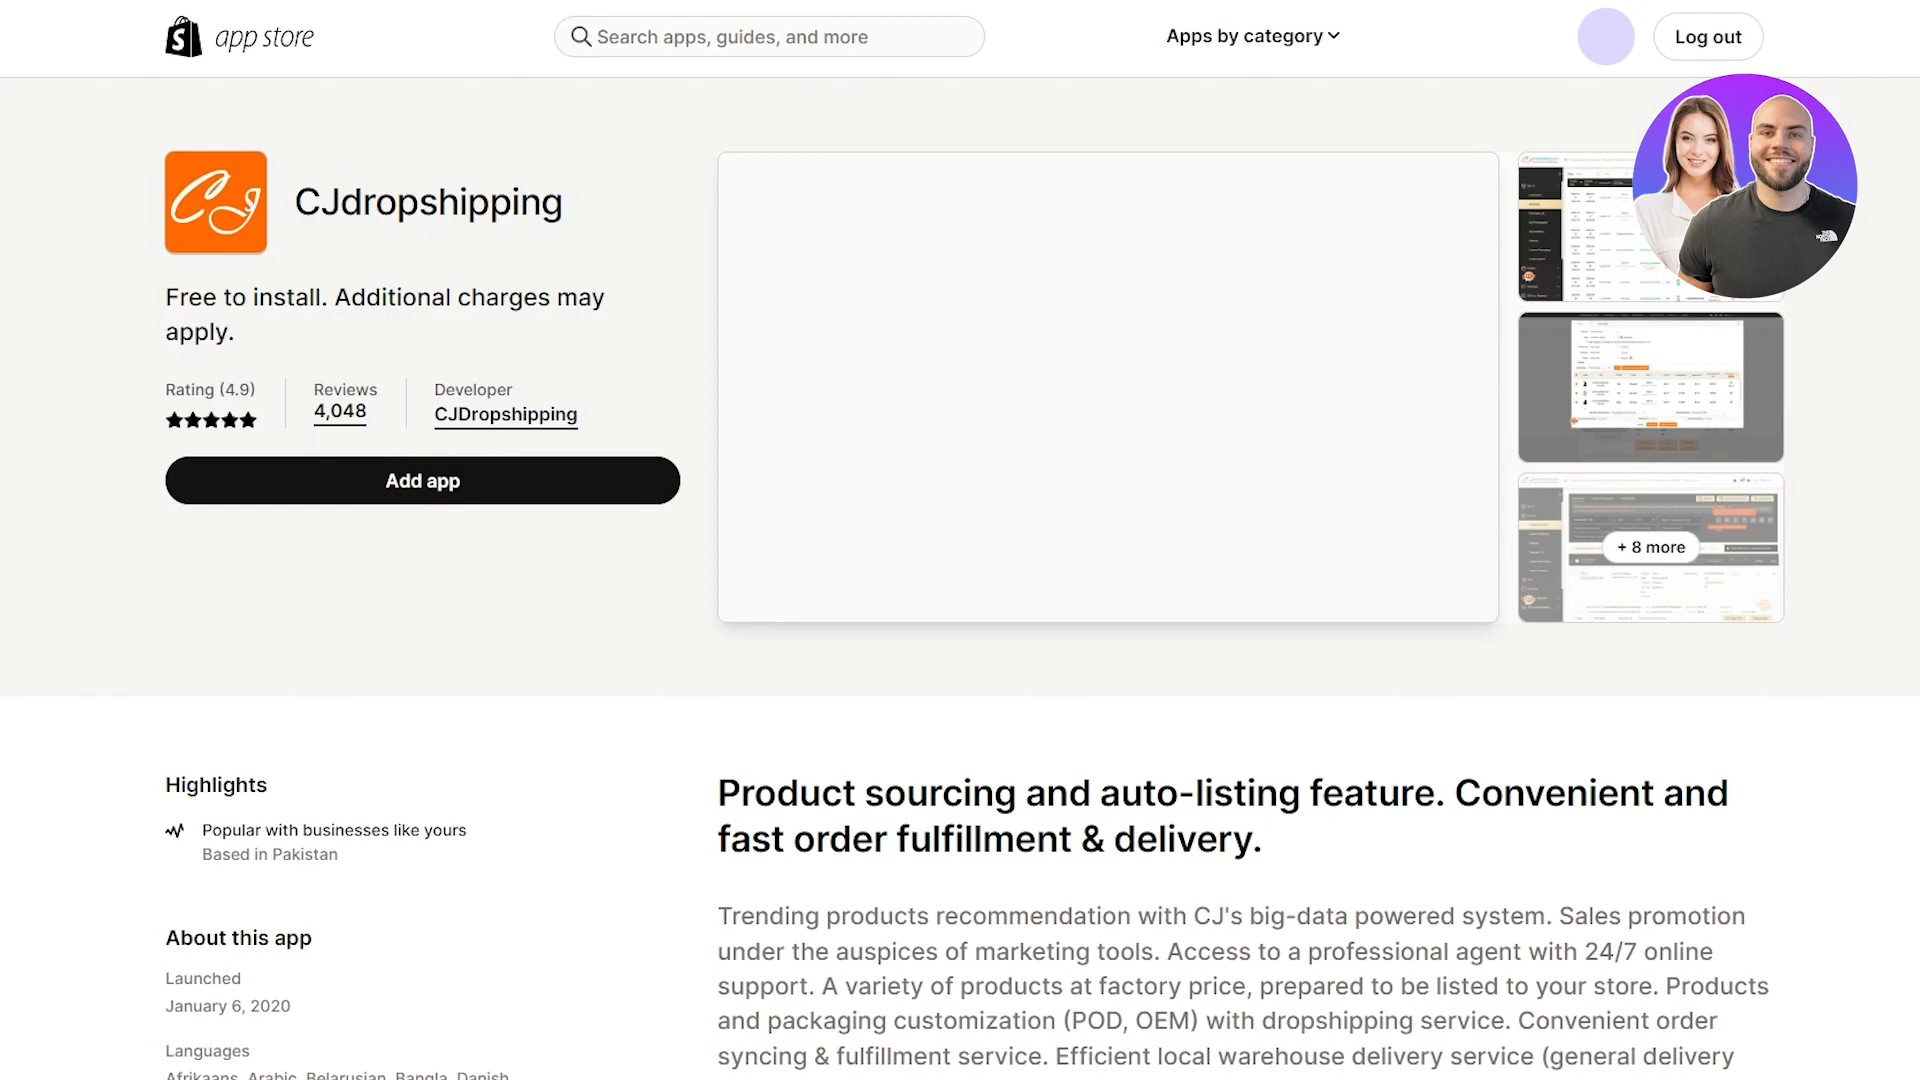 app store
Search apps, guides, and more
Apps by category
Log out
CJ
CJdropshipping
Free to install. Additional charges may
apply.
Rating (4.9)
Reviews
4,048
Developer
CJDropshipping
Add app
+ 8 more
Highlights
Popular with businesses like yours
Based in Pakistan
About this app
Launched
January 6, 2020
Languages
Afrikaans, Arabic, Belarusian, Bangla, Danish,
Product sourcing and auto-listing feature. Convenient and
fast order fulfillment & delivery.
Trending products recommendation with CJ's big-data powered system. Sales promotion
under the auspices of marketing tools. Access to a professional agent with 24/7 online
support. A variety of products at factory price, prepared to be listed to your store. Products
and packaging customization (POD, OEM) with dropshipping service. Convenient order
syncing & fulfillment service. Efficient local warehouse delivery service (general delivery